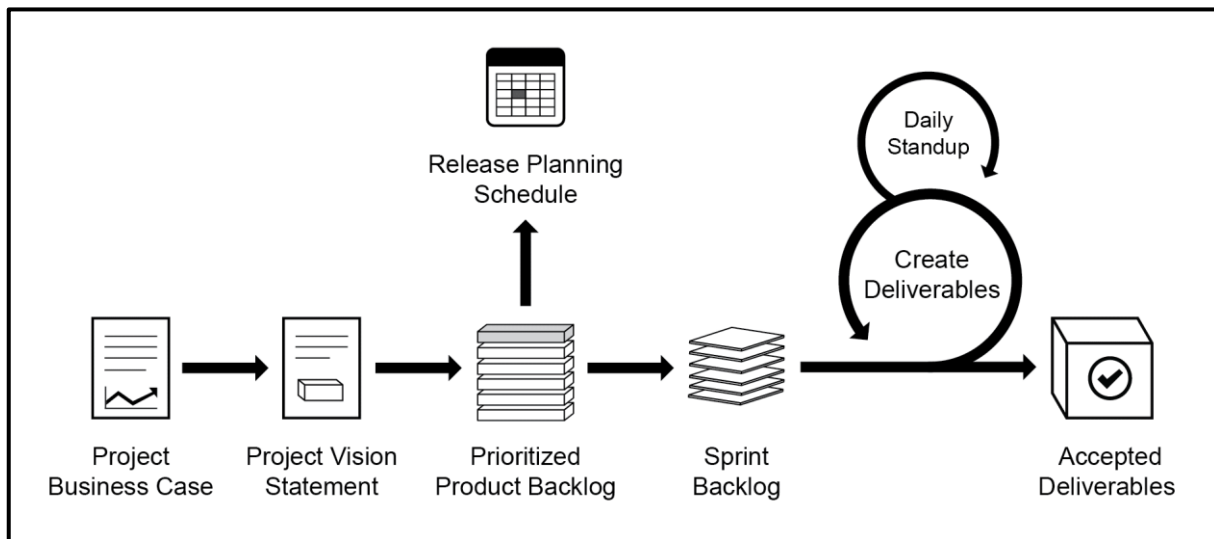 Daily
Standup
Release Planning
Schedule
Create
Deliverables
Project
Business Case
Project Vision
Statement
Prioritized
Product Backlog
Sprint
Backlog
Accepted
Deliverables